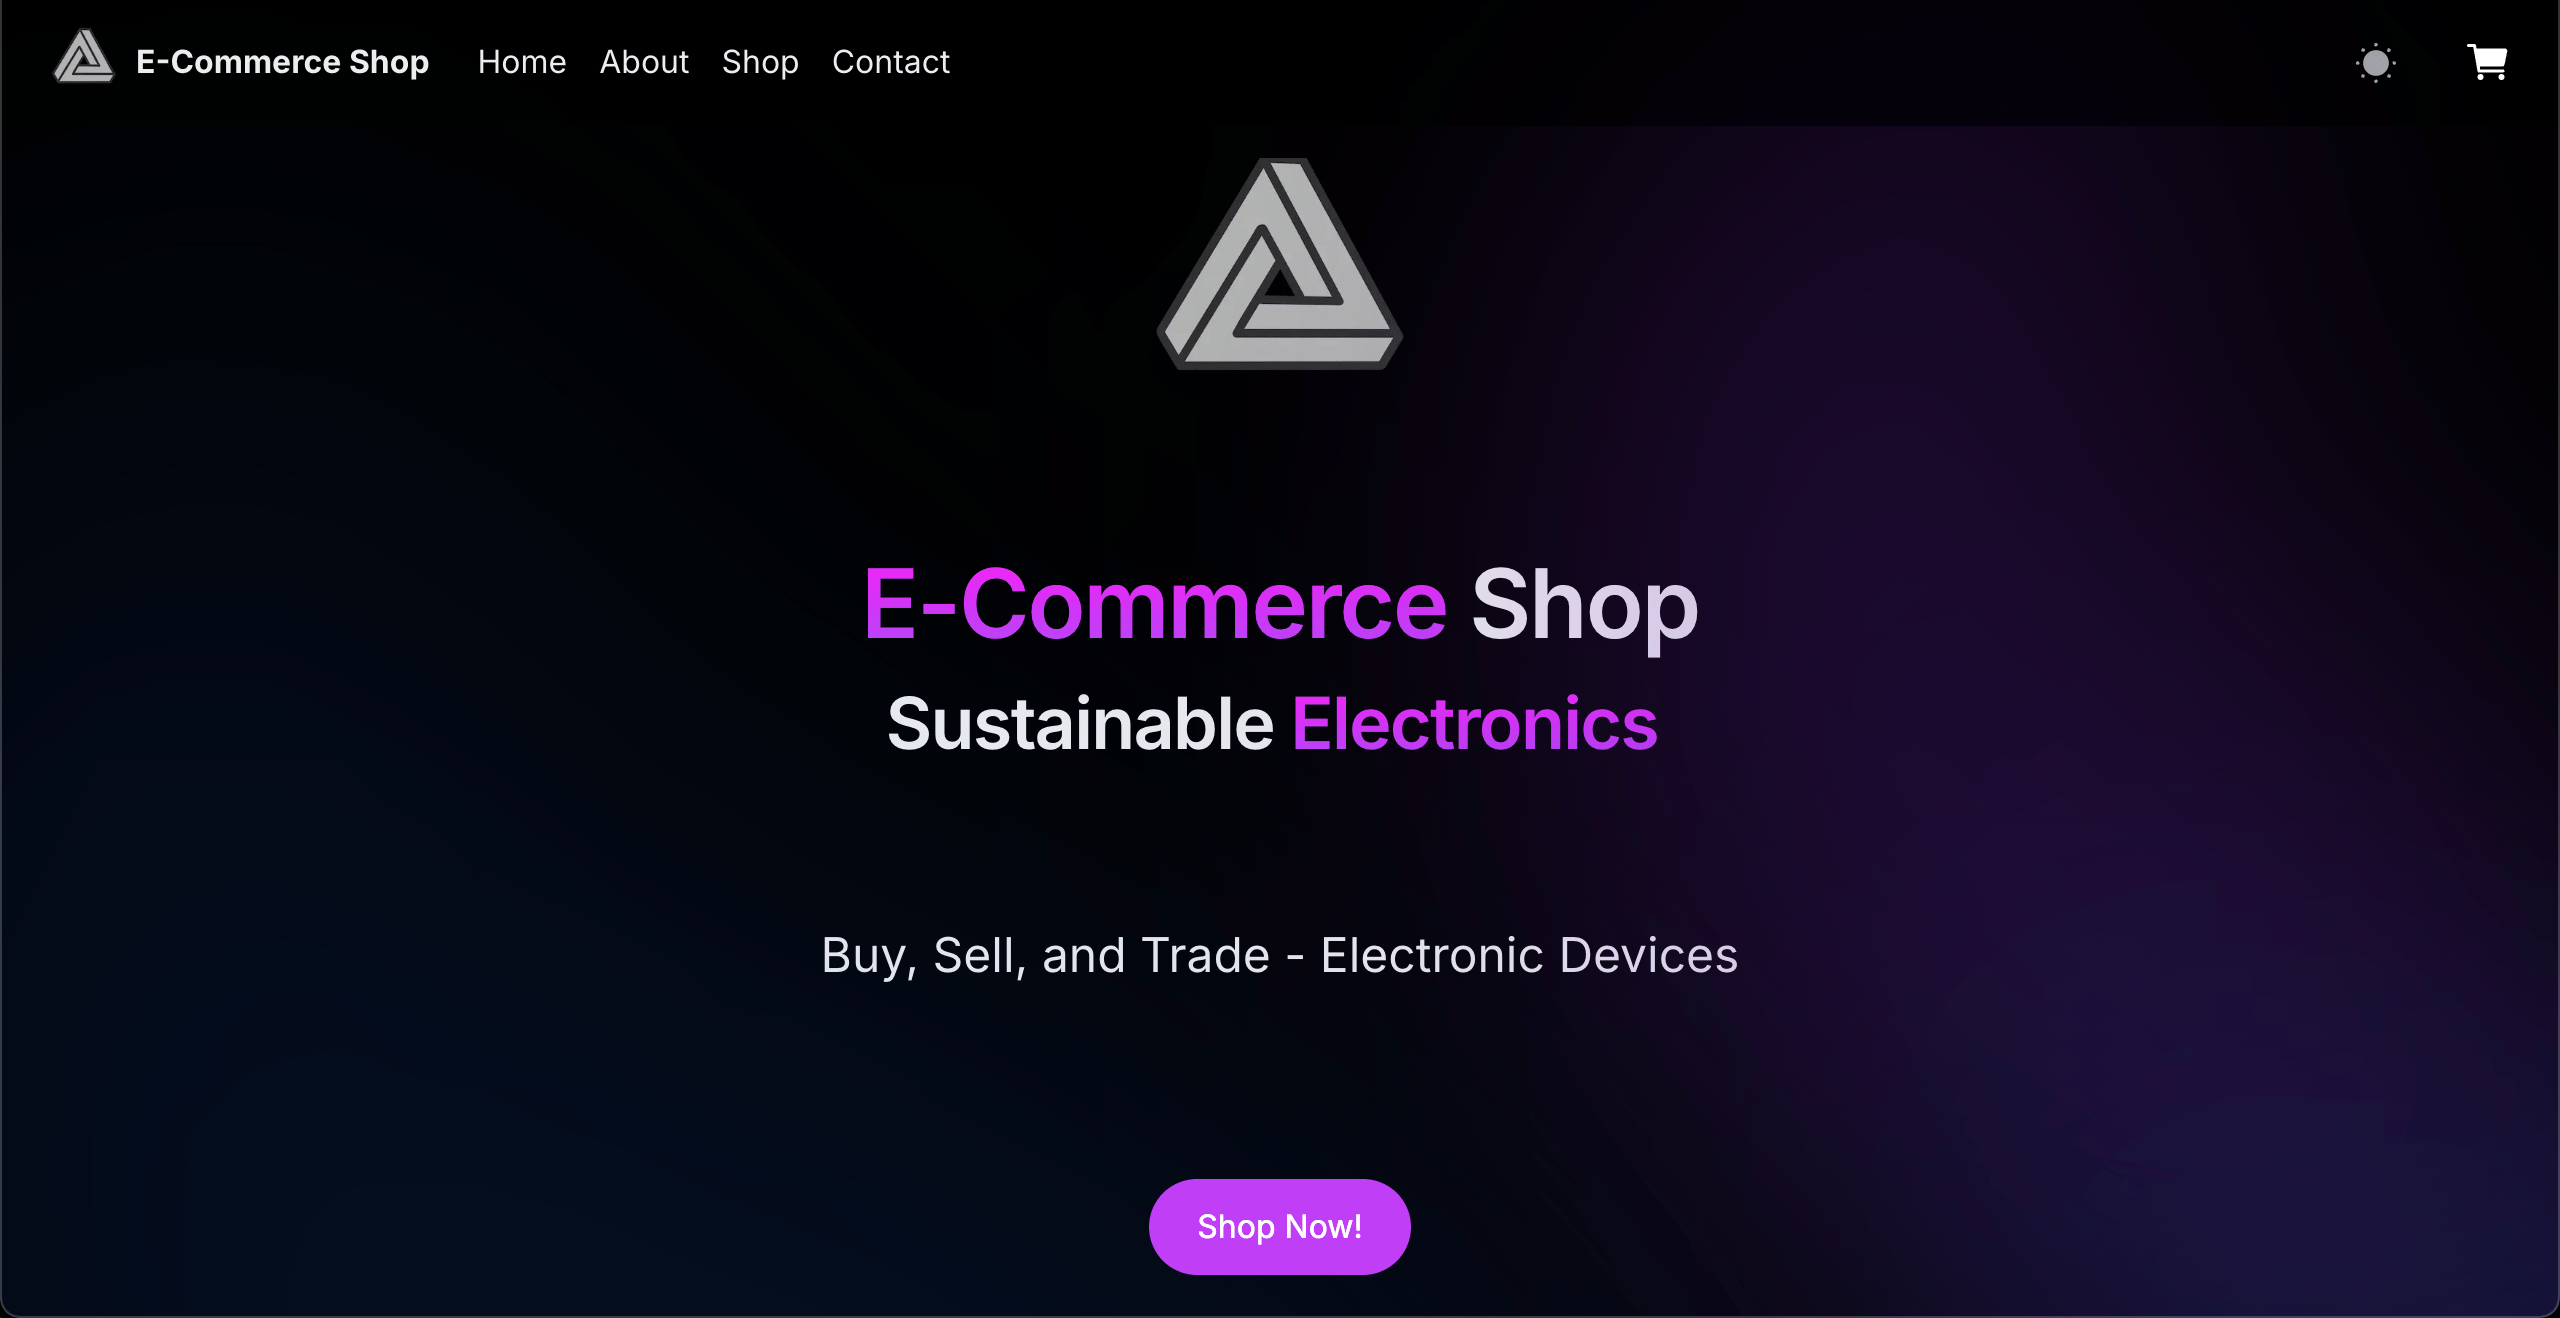 E-Commerce Shop Home About Shop Contact
E-Commerce Shop
Sustainable Electronics
Buy, Sell, and Trade - Electronic Devices
Shop Now!